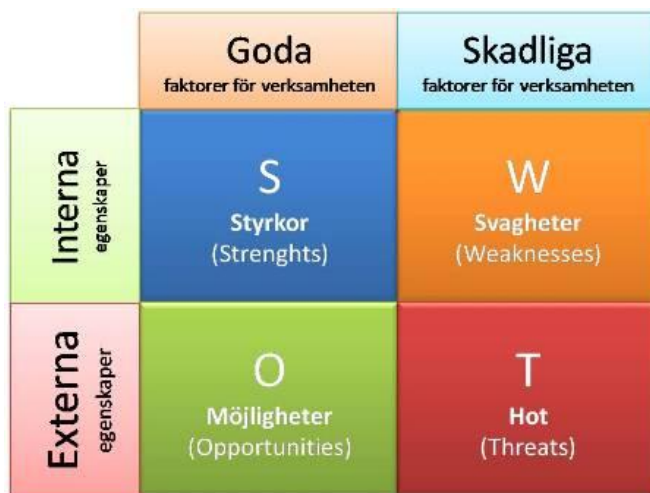 Goda
faktorer för verksamheten
Skadliga
faktorer för verksamheten
Interna
egenskaper
S
Styrkor
(Strenghts)
W
Svagheter
(Weaknesses)
Externa
egenskaper
O
Möjligheter
(Opportunities)
T
Hot
(Threats)